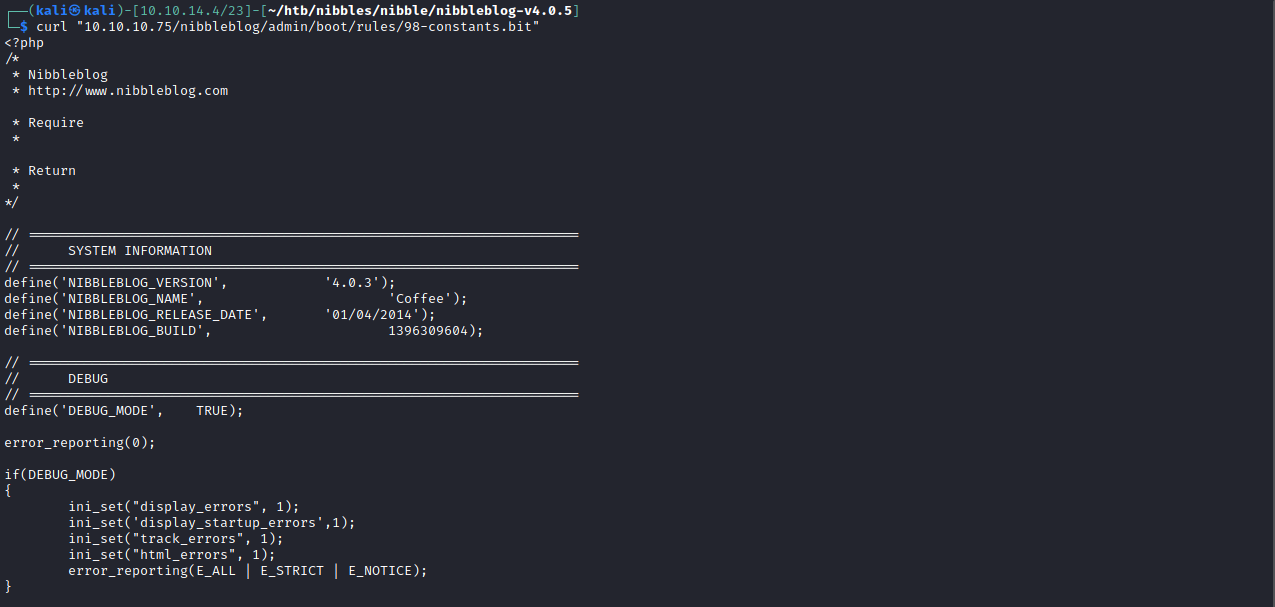 ┌──(kali㉿kali)-[10.10.14.4/23]-[~/htb/nibbles/nibble/nibbleblog-v4.0.5]
└─$ curl "10.10.10.75/nibbleblog/admin/boot/rules/98-constants.bit"
<?php
/*
 * Nibbleblog
 * http://www.nibbleblog.com

 * Require
 *

 * Return
 *
*/

// =====================================================================
//      SYSTEM INFORMATION
// =====================================================================
define('NIBBLEBLOG_VERSION',            '4.0.3');
define('NIBBLEBLOG_NAME',                       'Coffee');
define('NIBBLEBLOG_RELEASE_DATE',       '01/04/2014');
define('NIBBLEBLOG_BUILD',                      1396309604);

// =====================================================================
//      DEBUG
// =====================================================================
define('DEBUG_MODE',    TRUE);

error_reporting(0);

if(DEBUG_MODE)
{
        ini_set("display_errors", 1);
        ini_set('display_startup_errors',1);
        ini_set("track_errors", 1);
        ini_set("html_errors", 1);
        error_reporting(E_ALL | E_STRICT | E_NOTICE);
}